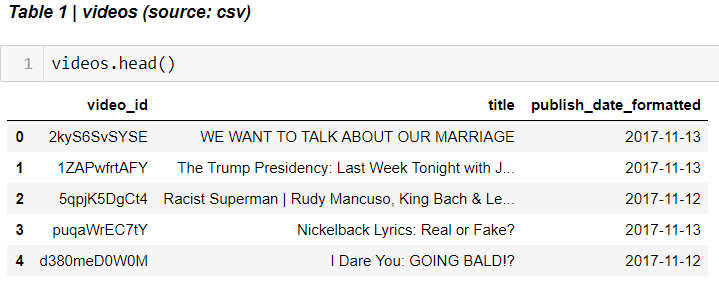 Table 1 | videos (source: csv)
1 videos.head()
video_id title publish_date_formatted
0 2kyS6SvSYSE WE WANT TO TALK ABOUT OUR MARRIAGE 2017-11-13
1 1ZAPwfrtAFY The Trump Presidency: Last Week Tonight with J... 2017-11-13
2 5qpjK5DgCt4 Racist Superman | Rudy Mancuso, King Bach & Le... 2017-11-12
3 puqaWrEC7tY Nickelback Lyrics: Real or Fake? 2017-11-13
4 d380meD0W0M I Dare You: GOING BALD!? 2017-11-12